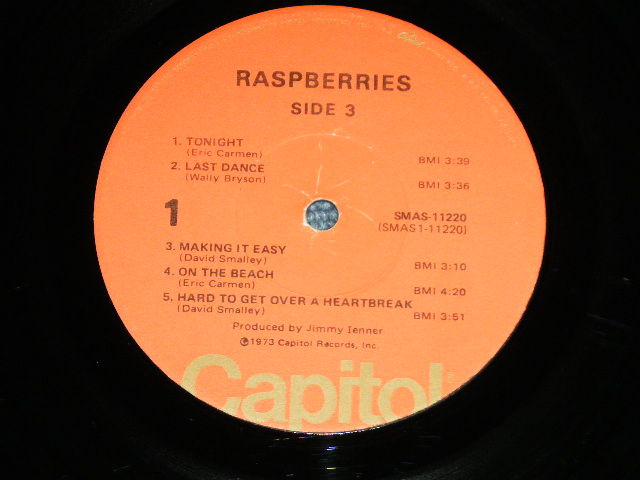 RASPBERRIES
SIDE 3
1. TONIGHT
(Eric Carmen) BMI 3:39
2. LAST DANCE
(Wally Bryson) BMI 3:36
1
SMAS-11220
(SMAS1-11220)
3. MAKING IT EASY
(David Smalley) BMI 3:10
4. ON THE BEACH
(Eric Carmen) BMI 4:20
5. HARD TO GET OVER A HEARTBREAK
(David Smalley) BMI 3:51
Produced by Jimmy Ienner
℗1973 Capitol Records, Inc.
Capitol